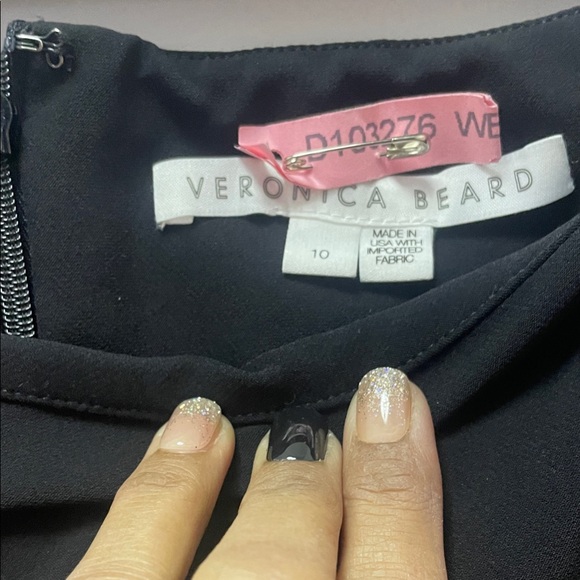 D103276 WE
VERONICA BEARD
10
MADE IN
USA WITH
IMPORTED
FABRIC